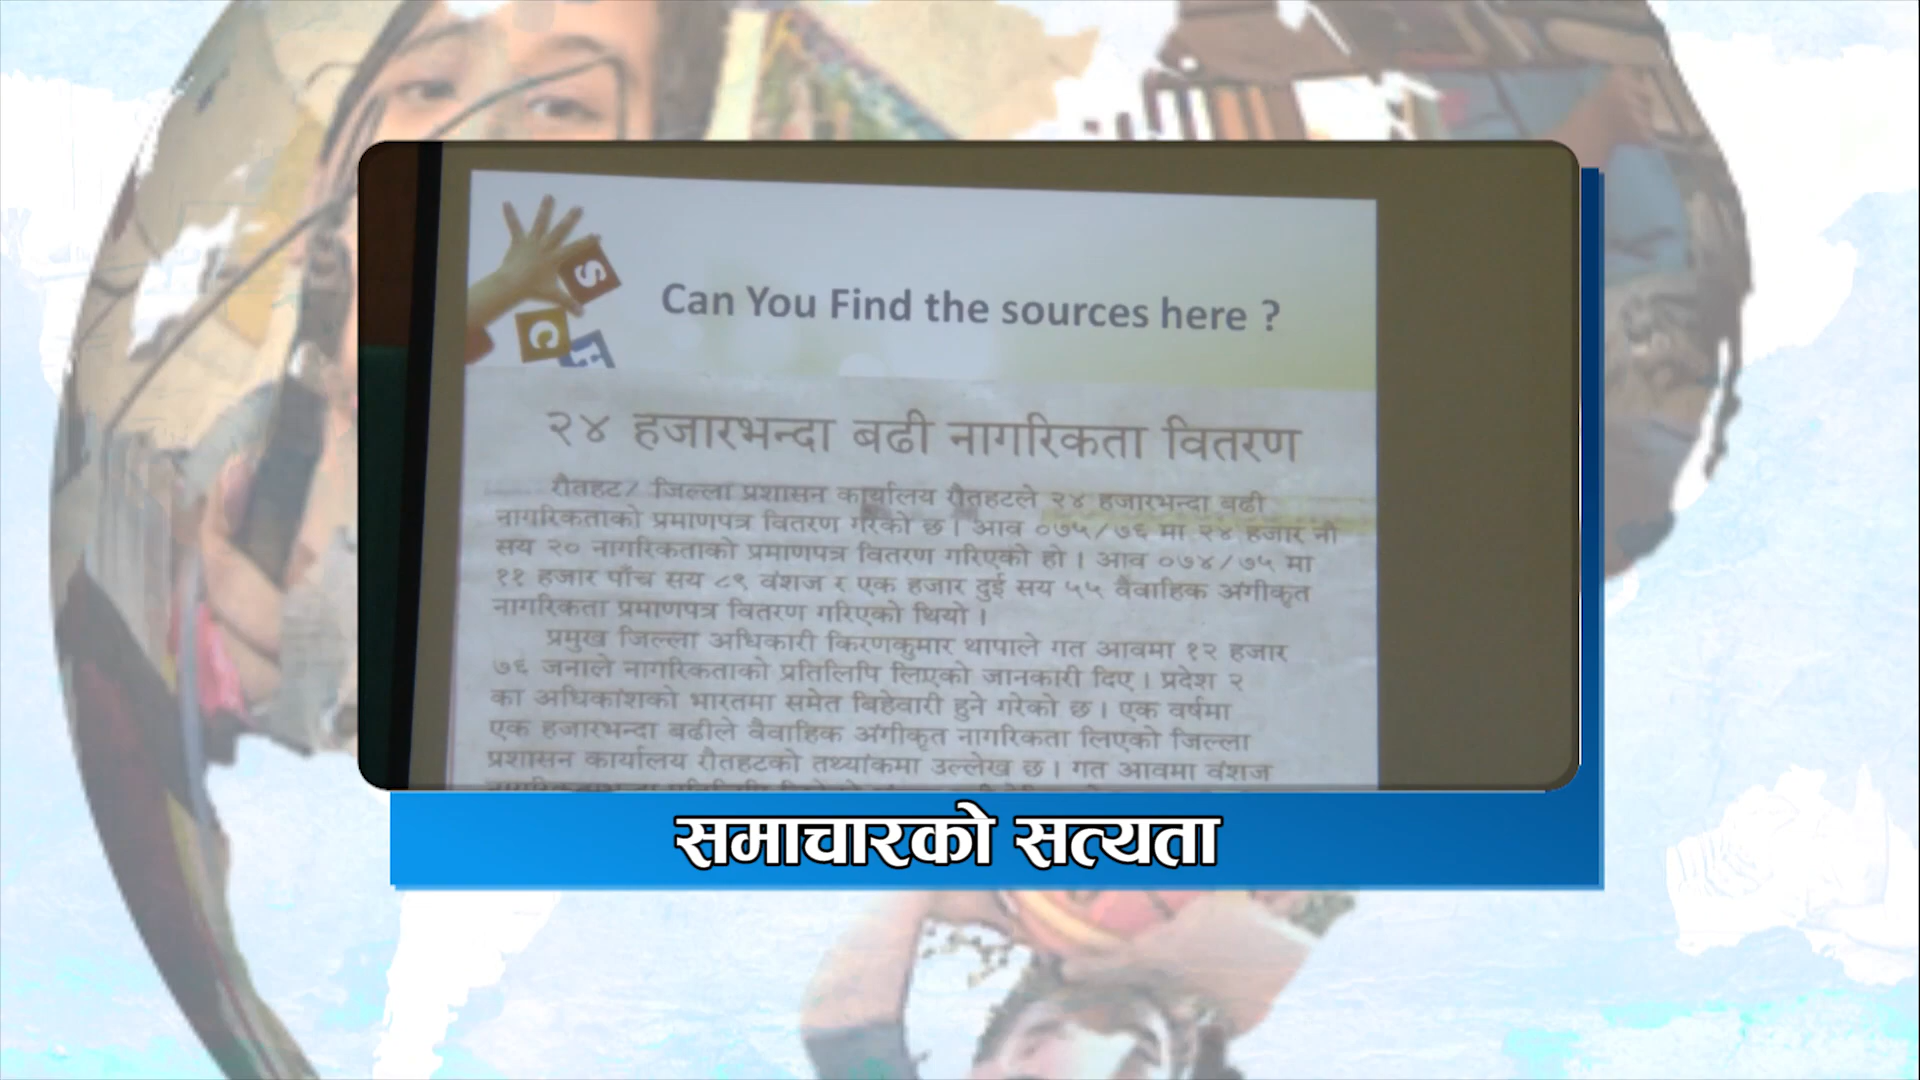 S
C
Can You Find the sources here ?
२४ हजारभन्दा बढी नागरिकता वितरण
रौतहट/ जिल्ला प्रशासन कार्यालय रौतहटले २४ हजारभन्दा बढी
नागरिकताको प्रमाणपत्र वितरण गरेको छ । आव ०७५/७६ मा २४ हजार नौ
सय २० नागरिकताको प्रमाणपत्र वितरण गरिएको हो । आव ०७४/७५ मा
११ हजार पाँच सय ८९ वंशज र एक हजार दुई सय ५५ वैवाहिक अंगीकृत
नागरिकता प्रमाणपत्र वितरण गरिएको थियो ।
प्रमुख जिल्ला अधिकारी किरणकुमार थापाले गत आवमा १२ हजार
७६ जनाले नागरिकताको प्रतिलिपि लिएको जानकारी दिए । प्रदेश २
का अधिकांशको भारतमा समेत बिहेवारी हुने गरेको छ । एक वर्षमा
एक हजारभन्दा बढीले वैवाहिक अंगीकृत नागरिकता लिएको जिल्ला
प्रशासन कार्यालय रौतहटको तथ्यांकमा उल्लेख छ । गत आवमा वंशज
समाचारको सत्यता